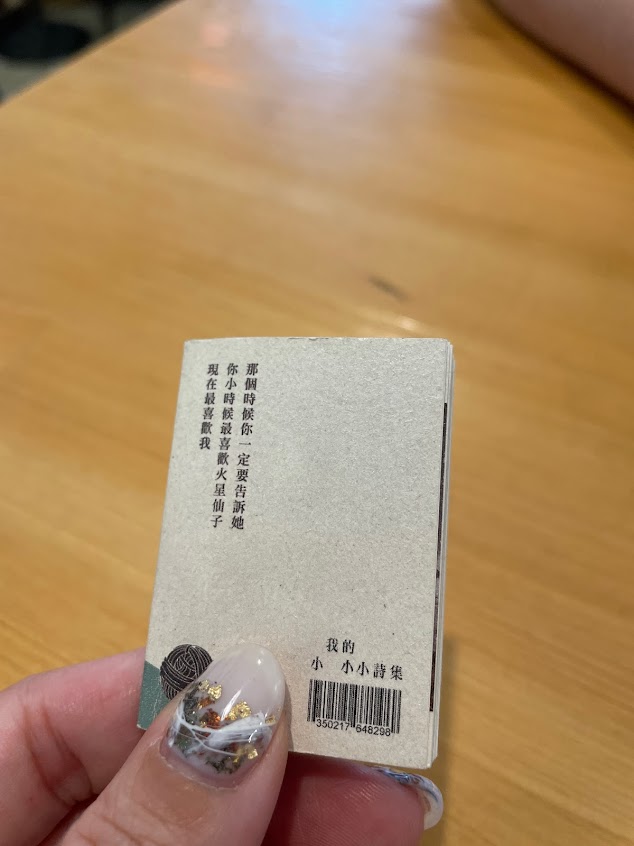 那個時候你一定要告訴她
你小時候最喜歡火星仙子
現在最喜歡我
我的
小　小小詩集
350217 648298